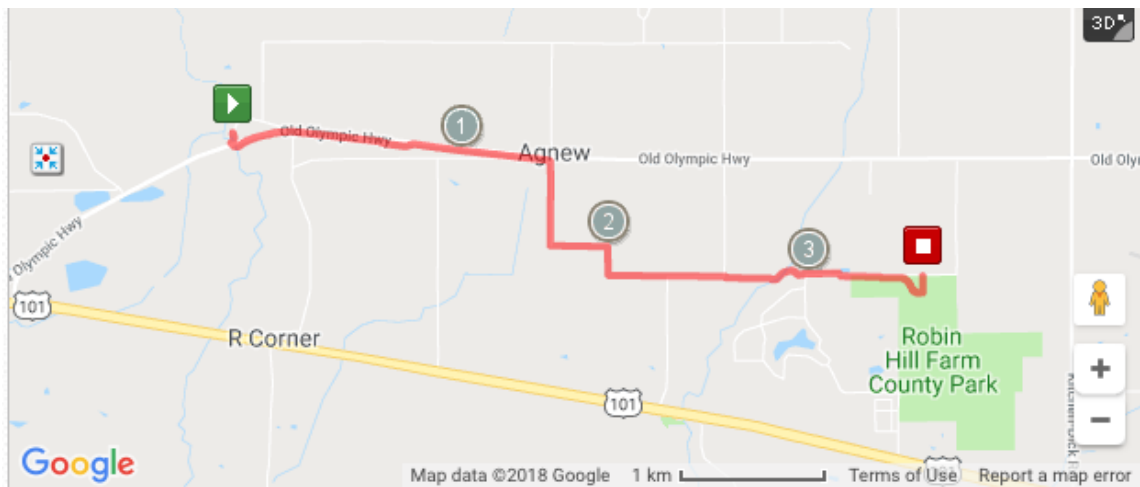 3D
1
Old Olympic Hwy
Agnew
Old Olympic Hwy
Old Oly
2
3
Olympic Hwy
101
R Corner
Robin
Hill Farm
County Park
101
Google
Map data ©2018 Google
1 km
Terms of Use
Report a map error